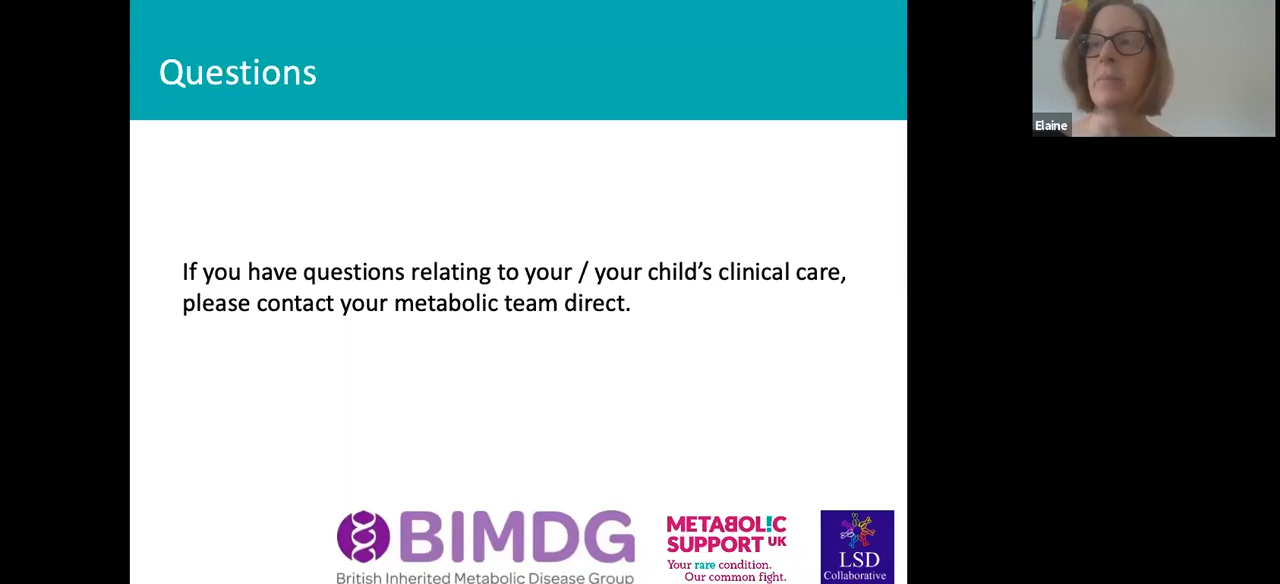 Questions
Elaine
If you have questions relating to your / your child’s clinical care,
please contact your metabolic team direct.
BIMDG
British Inherited Metabolic Disease Group
METABOL!C
SUPPORT UK
Your rare condition.
Our common fight.
LSD
Collaborative